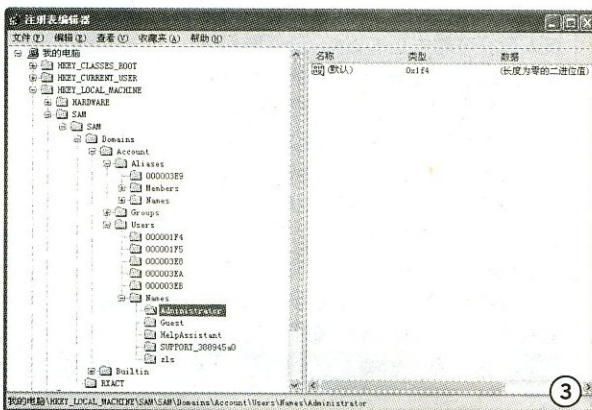 注册表编辑器
文件(F) 编辑(E) 查看(V) 收藏夹(A) 帮助(H)
我的电脑
HKEY_CLASSES_ROOT
HKEY_CURRENT_USER
HKEY_LOCAL_MACHINE
HARDWARE
SAM
SAM
Domains
Account
Aliases
000003E9
Members
Names
Groups
Users
000001F4
000001F5
000003E8
000003EA
000003EB
Names
Administrator
Guest
HelpAssistant
SUPPORT_388945a0
zls
Builtin
RXACT
名称 类型 数据
(默认) 0x1f4 (长度为零的二进位值)
我的电脑\HKEY_LOCAL_MACHINE\SAM\SAM\Domains\Account\Users\Names\Administrator
3